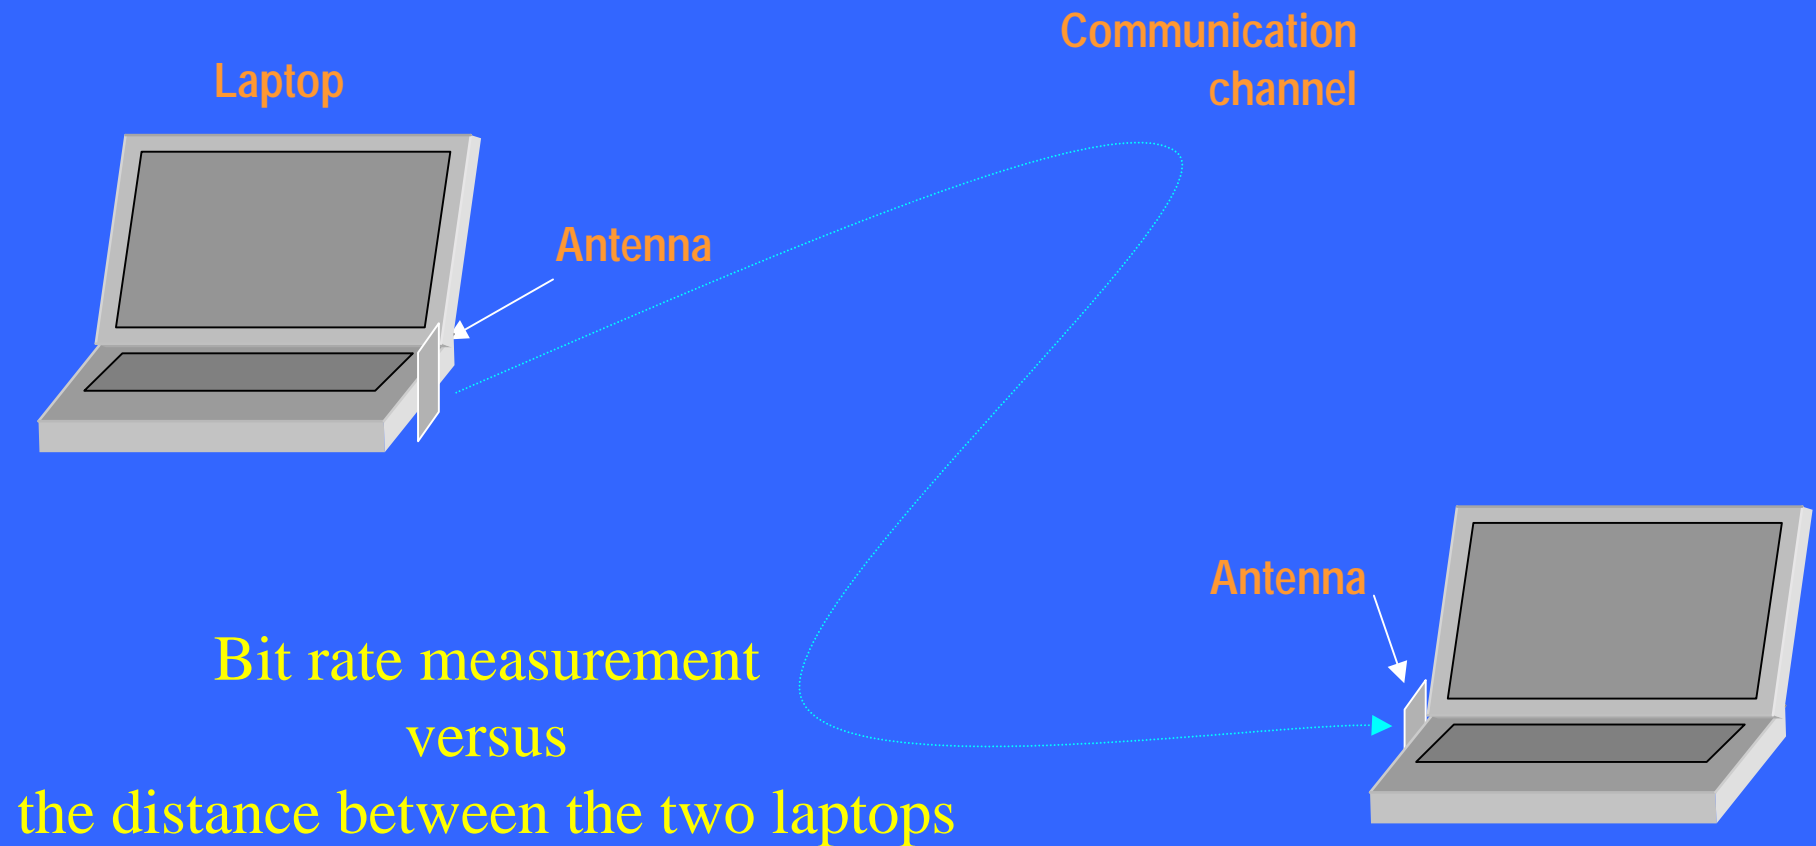 Communication
channel
Laptop
Antenna
Antenna
Bit rate measurement
versus
the distance between the two laptops